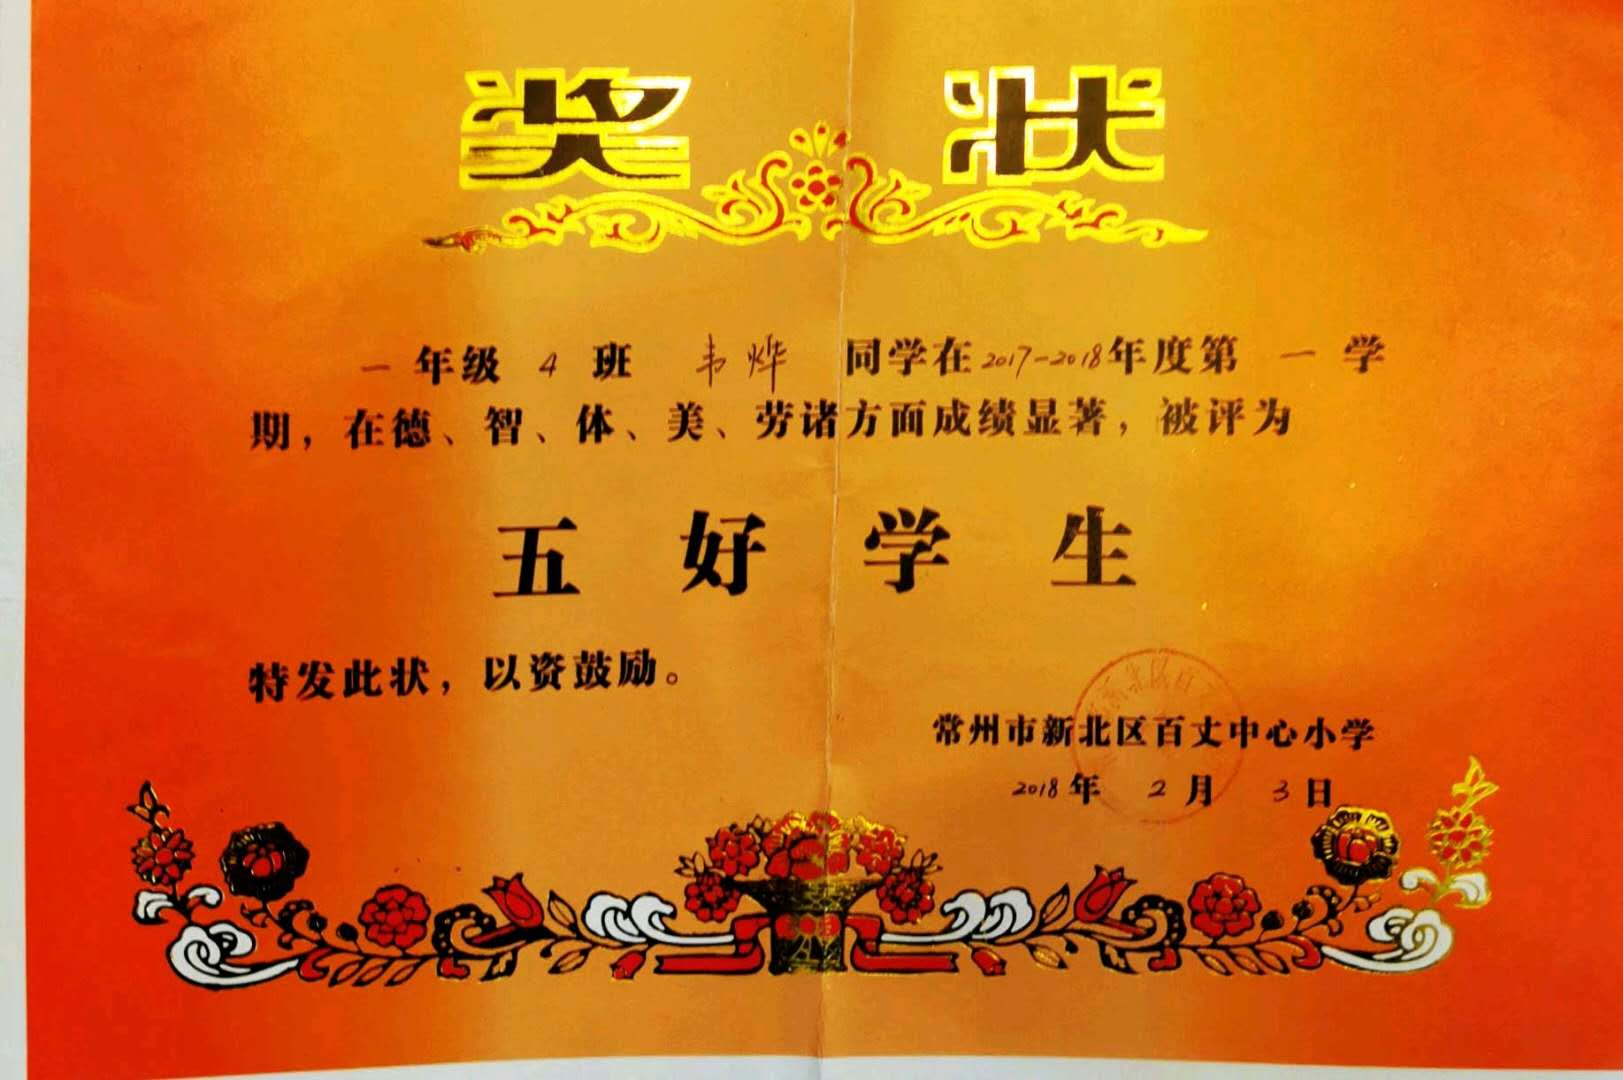 奖 状
一 年级 4 班 韦烨 同学在2017-2018年度第 一 学
期，在德、智、体、美、劳诸方面成绩显著，被评为
五好学生
特发此状，以资鼓励。
常州市新北区百丈中心小学
2018年 2月 3日